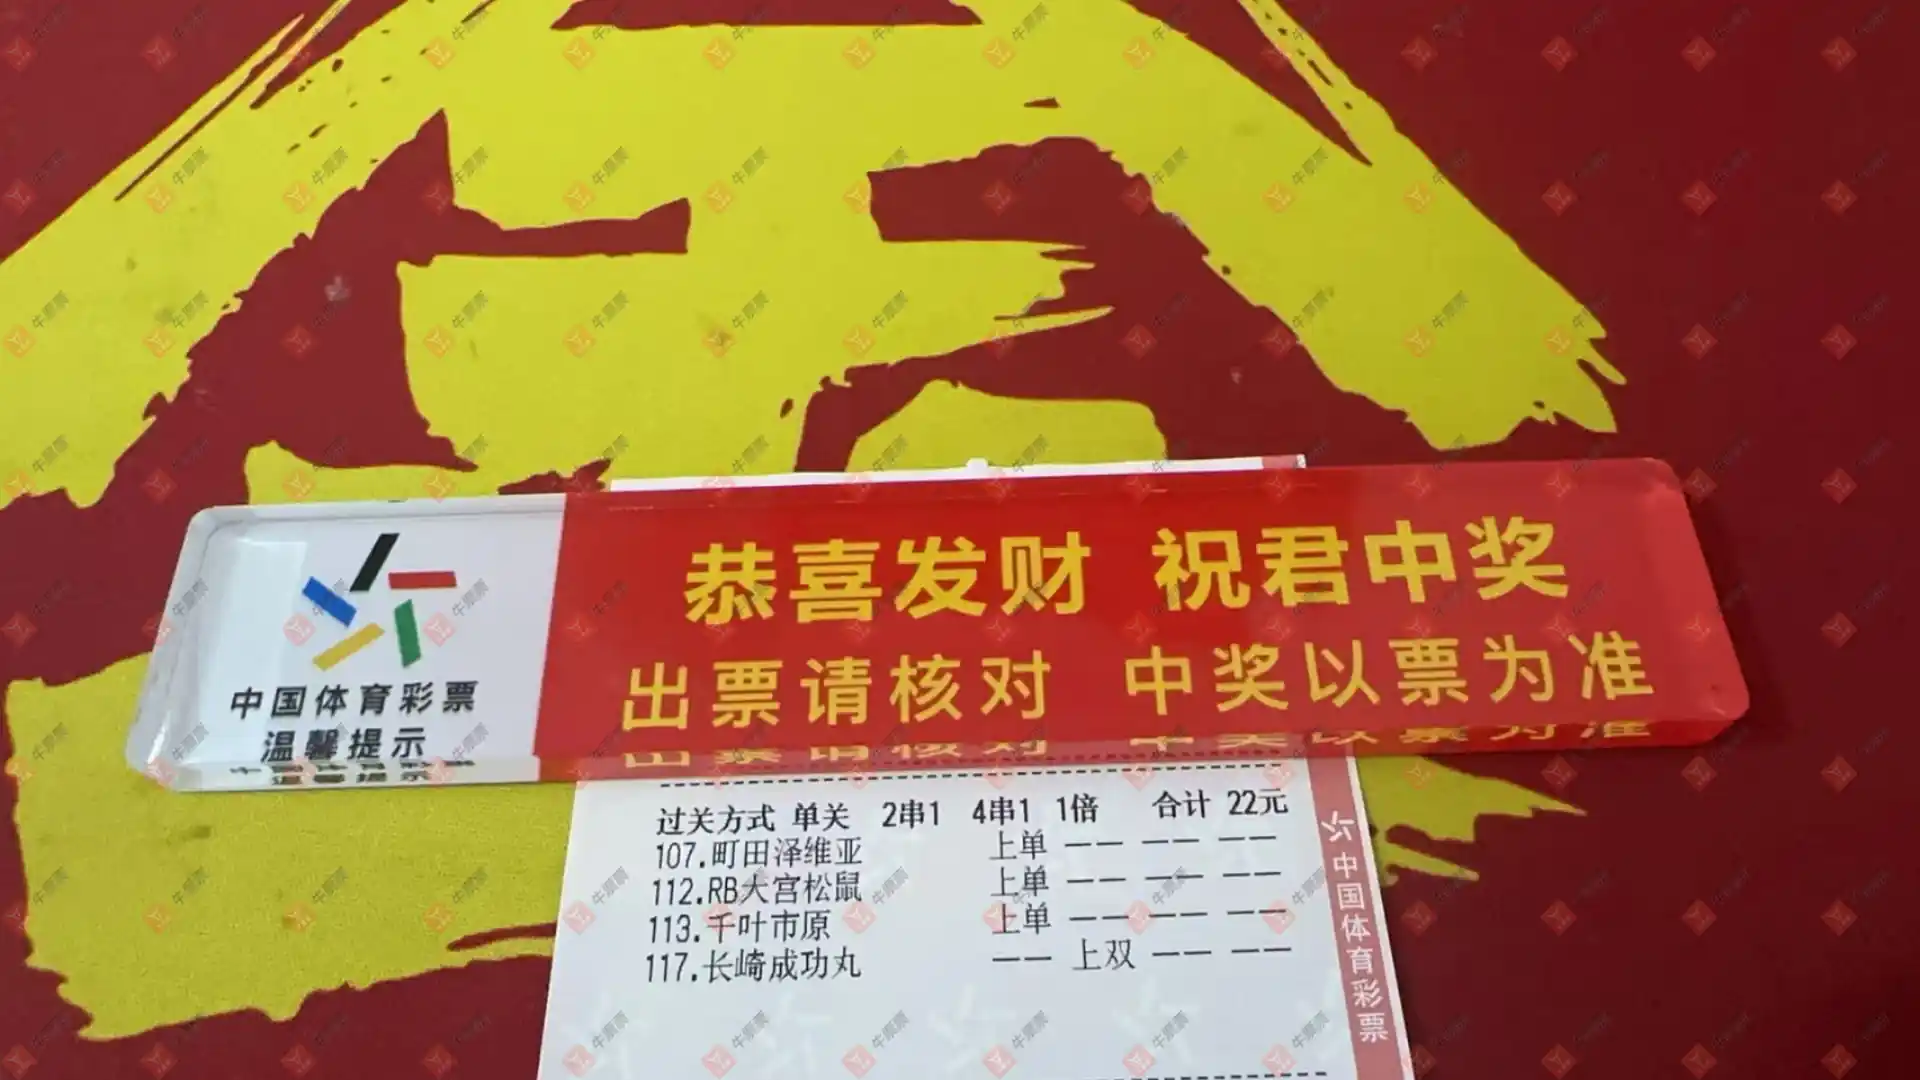 恭喜发财 祝君中奖
出票请核对 中奖以票为准
中国体育彩票
温馨提示
过关方式 单关 2串1 4串1 1倍 合计 22元
107.町田泽维亚 上单 —— —— ——
112.RB大宫松鼠 上单 —— —— ——
113.千叶市原 上单 —— —— ——
117.长崎成功丸 —— 上双 —— ——
中国体育彩票
牛票票